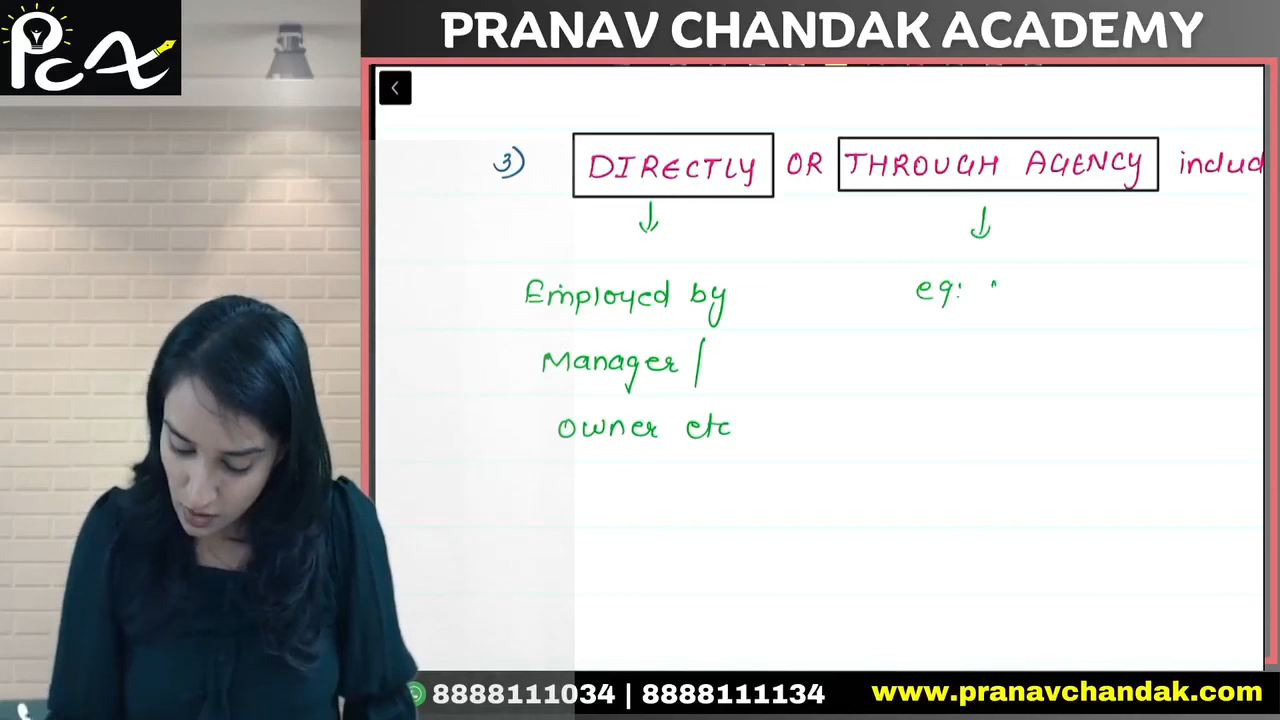 PCA
PRANAV CHANDAK ACADEMY
3) DIRECTLY OR THROUGH AGENCY includ
Employed by
Manager /
owner etc
eg:
8888111034 | 8888111134
www.pranavchandak.com